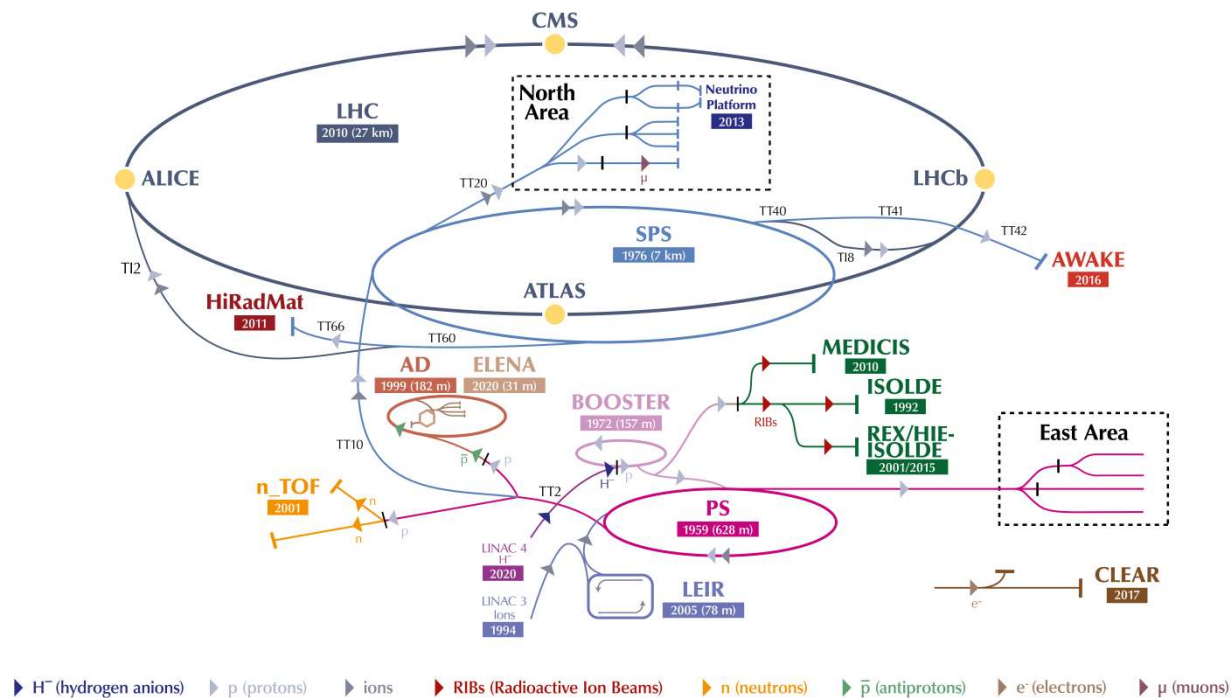 CMS
North
Area
Neutrino
Platform
2013
LHC
2010 (27 km)
ALICE
LHCb
μ
TT20
TT40
TT41
TT42
SPS
1976 (7 km)
TI8
AWAKE
2016
TI2
ATLAS
HiRadMat
2011
TT66
TT60
AD
1999 (182 m)
ELENA
2020 (31 m)
MEDICIS
2010
ISOLDE
1992
RIBs
REX/HIE-
ISOLDE
2001/2015
BOOSTER
1972 (157 m)
East Area
TT10
p̅
p
H⁻
p
TT2
n_TOF
2001
n
n
p
PS
1959 (628 m)
LINAC 4
H⁻
2020
LINAC 3
Ions
1994
LEIR
2005 (78 m)
e⁻
CLEAR
2017
H⁻ (hydrogen anions) p (protons) ions RIBs (Radioactive Ion Beams) n (neutrons) p̅ (antiprotons) e⁻ (electrons) μ (muons)